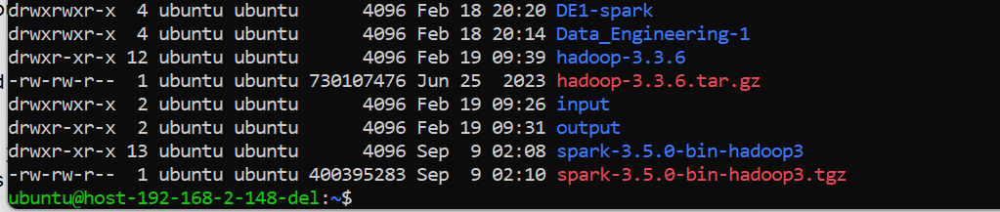 drwxrwxr-x  4 ubuntu ubuntu      4096 Feb 18 20:20 DE1-spark
drwxrwxr-x  4 ubuntu ubuntu      4096 Feb 18 20:14 Data_Engineering-1
drwxr-xr-x 12 ubuntu ubuntu      4096 Feb 19 09:39 hadoop-3.3.6
-rw-rw-r--  1 ubuntu ubuntu 730107476 Jun 25  2023 hadoop-3.3.6.tar.gz
drwxrwxr-x  2 ubuntu ubuntu      4096 Feb 19 09:26 input
drwxr-xr-x  2 ubuntu ubuntu      4096 Feb 19 09:31 output
drwxr-xr-x 13 ubuntu ubuntu      4096 Sep  9 02:08 spark-3.5.0-bin-hadoop3
-rw-rw-r--  1 ubuntu ubuntu 400395283 Sep  9 02:10 spark-3.5.0-bin-hadoop3.tgz
ubuntu@host-192-168-2-148-del:~$